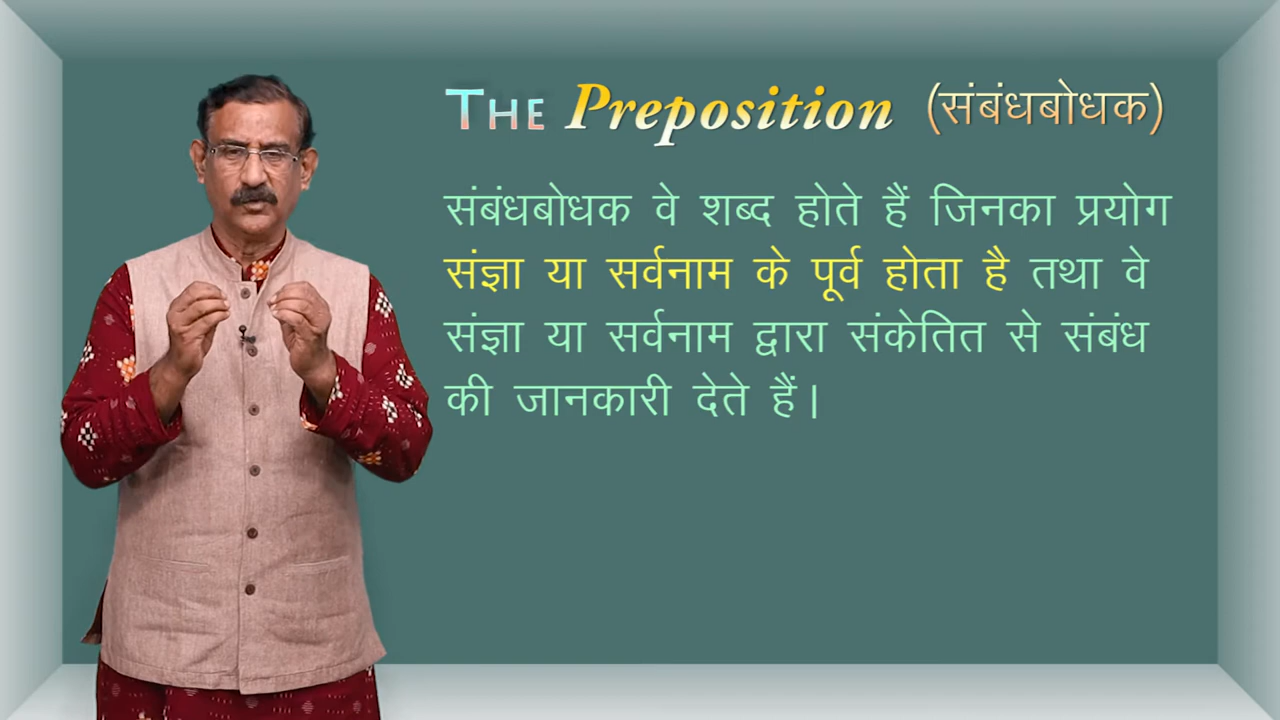 THE Preposition (संबंधबोधक)
संबंधबोधक वे शब्द होते हैं जिनका प्रयोग
संज्ञा या सर्वनाम के पूर्व होता है तथा वे
संज्ञा या सर्वनाम द्वारा संकेतित से संबंध
की जानकारी देते हैं।